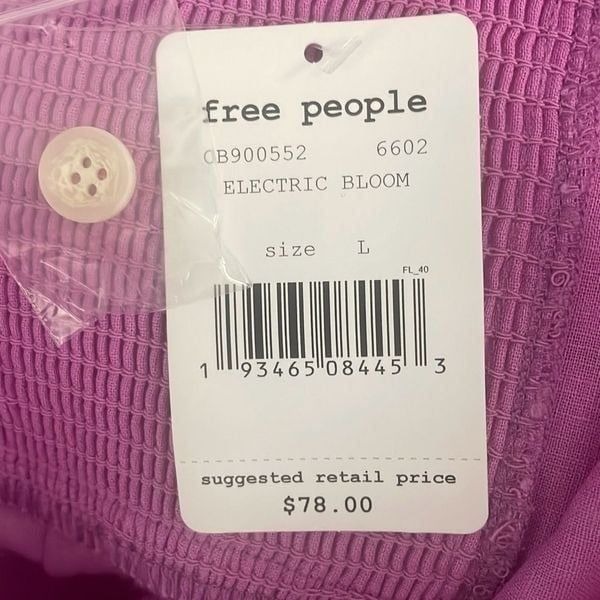 free people
OB900552 6602
ELECTRIC BLOOM
size L
FL_40
1 93465 08445 3
suggested retail price
$78.00